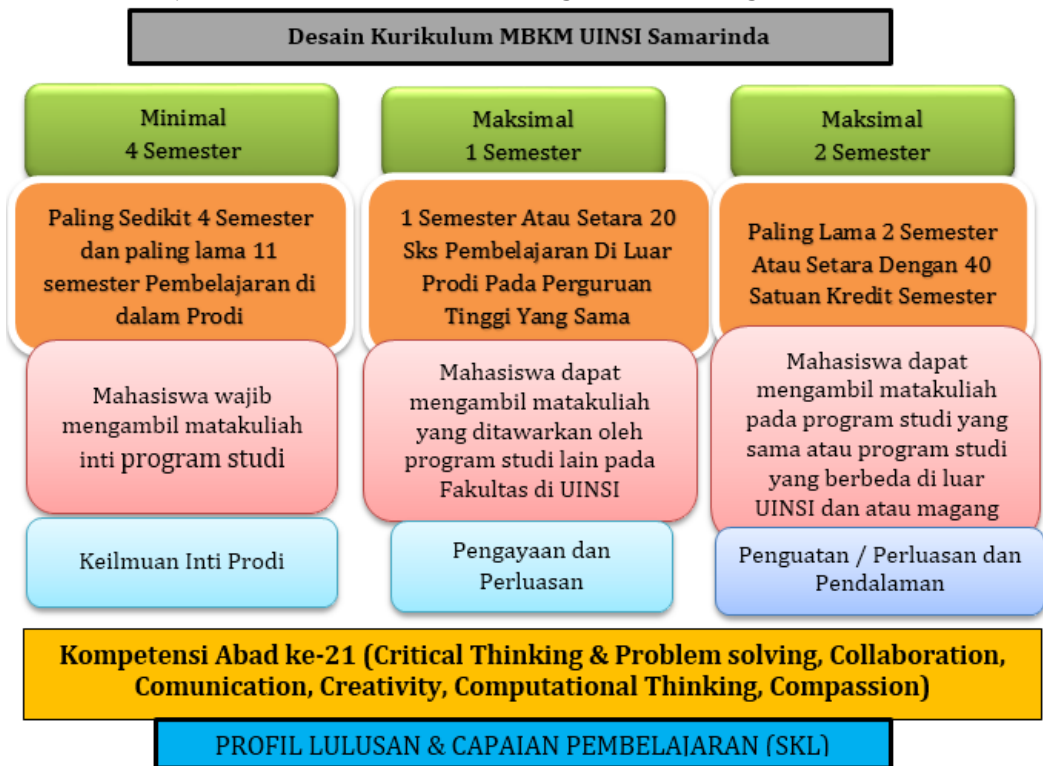 Desain Kurikulum MBKM UINSI Samarinda
Minimal
4 Semester
Paling Sedikit 4 Semester
dan paling lama 11
semester Pembelajaran di
dalam Prodi
Mahasiswa wajib
mengambil matakuliah
inti program studi
Keilmuan Inti Prodi
Maksimal
1 Semester
1 Semester Atau Setara 20
Sks Pembelajaran Di Luar
Prodi Pada Perguruan
Tinggi Yang Sama
Mahasiswa dapat
mengambil matakuliah
yang ditawarkan oleh
program studi lain pada
Fakultas di UINSI
Pengayaan dan
Perluasan
Maksimal
2 Semester
Paling Lama 2 Semester
Atau Setara Dengan 40
Satuan Kredit Semester
Mahasiswa dapat
mengambil matakuliah
pada program studi yang
sama atau program studi
yang berbeda di luar
UINSI dan atau magang
Penguatan / Perluasan dan
Pendalaman
Kompetensi Abad ke-21 (Critical Thinking & Problem solving, Collaboration,
Comunication, Creativity, Computational Thinking, Compassion)
PROFIL LULUSAN & CAPAIAN PEMBELAJARAN (SKL)